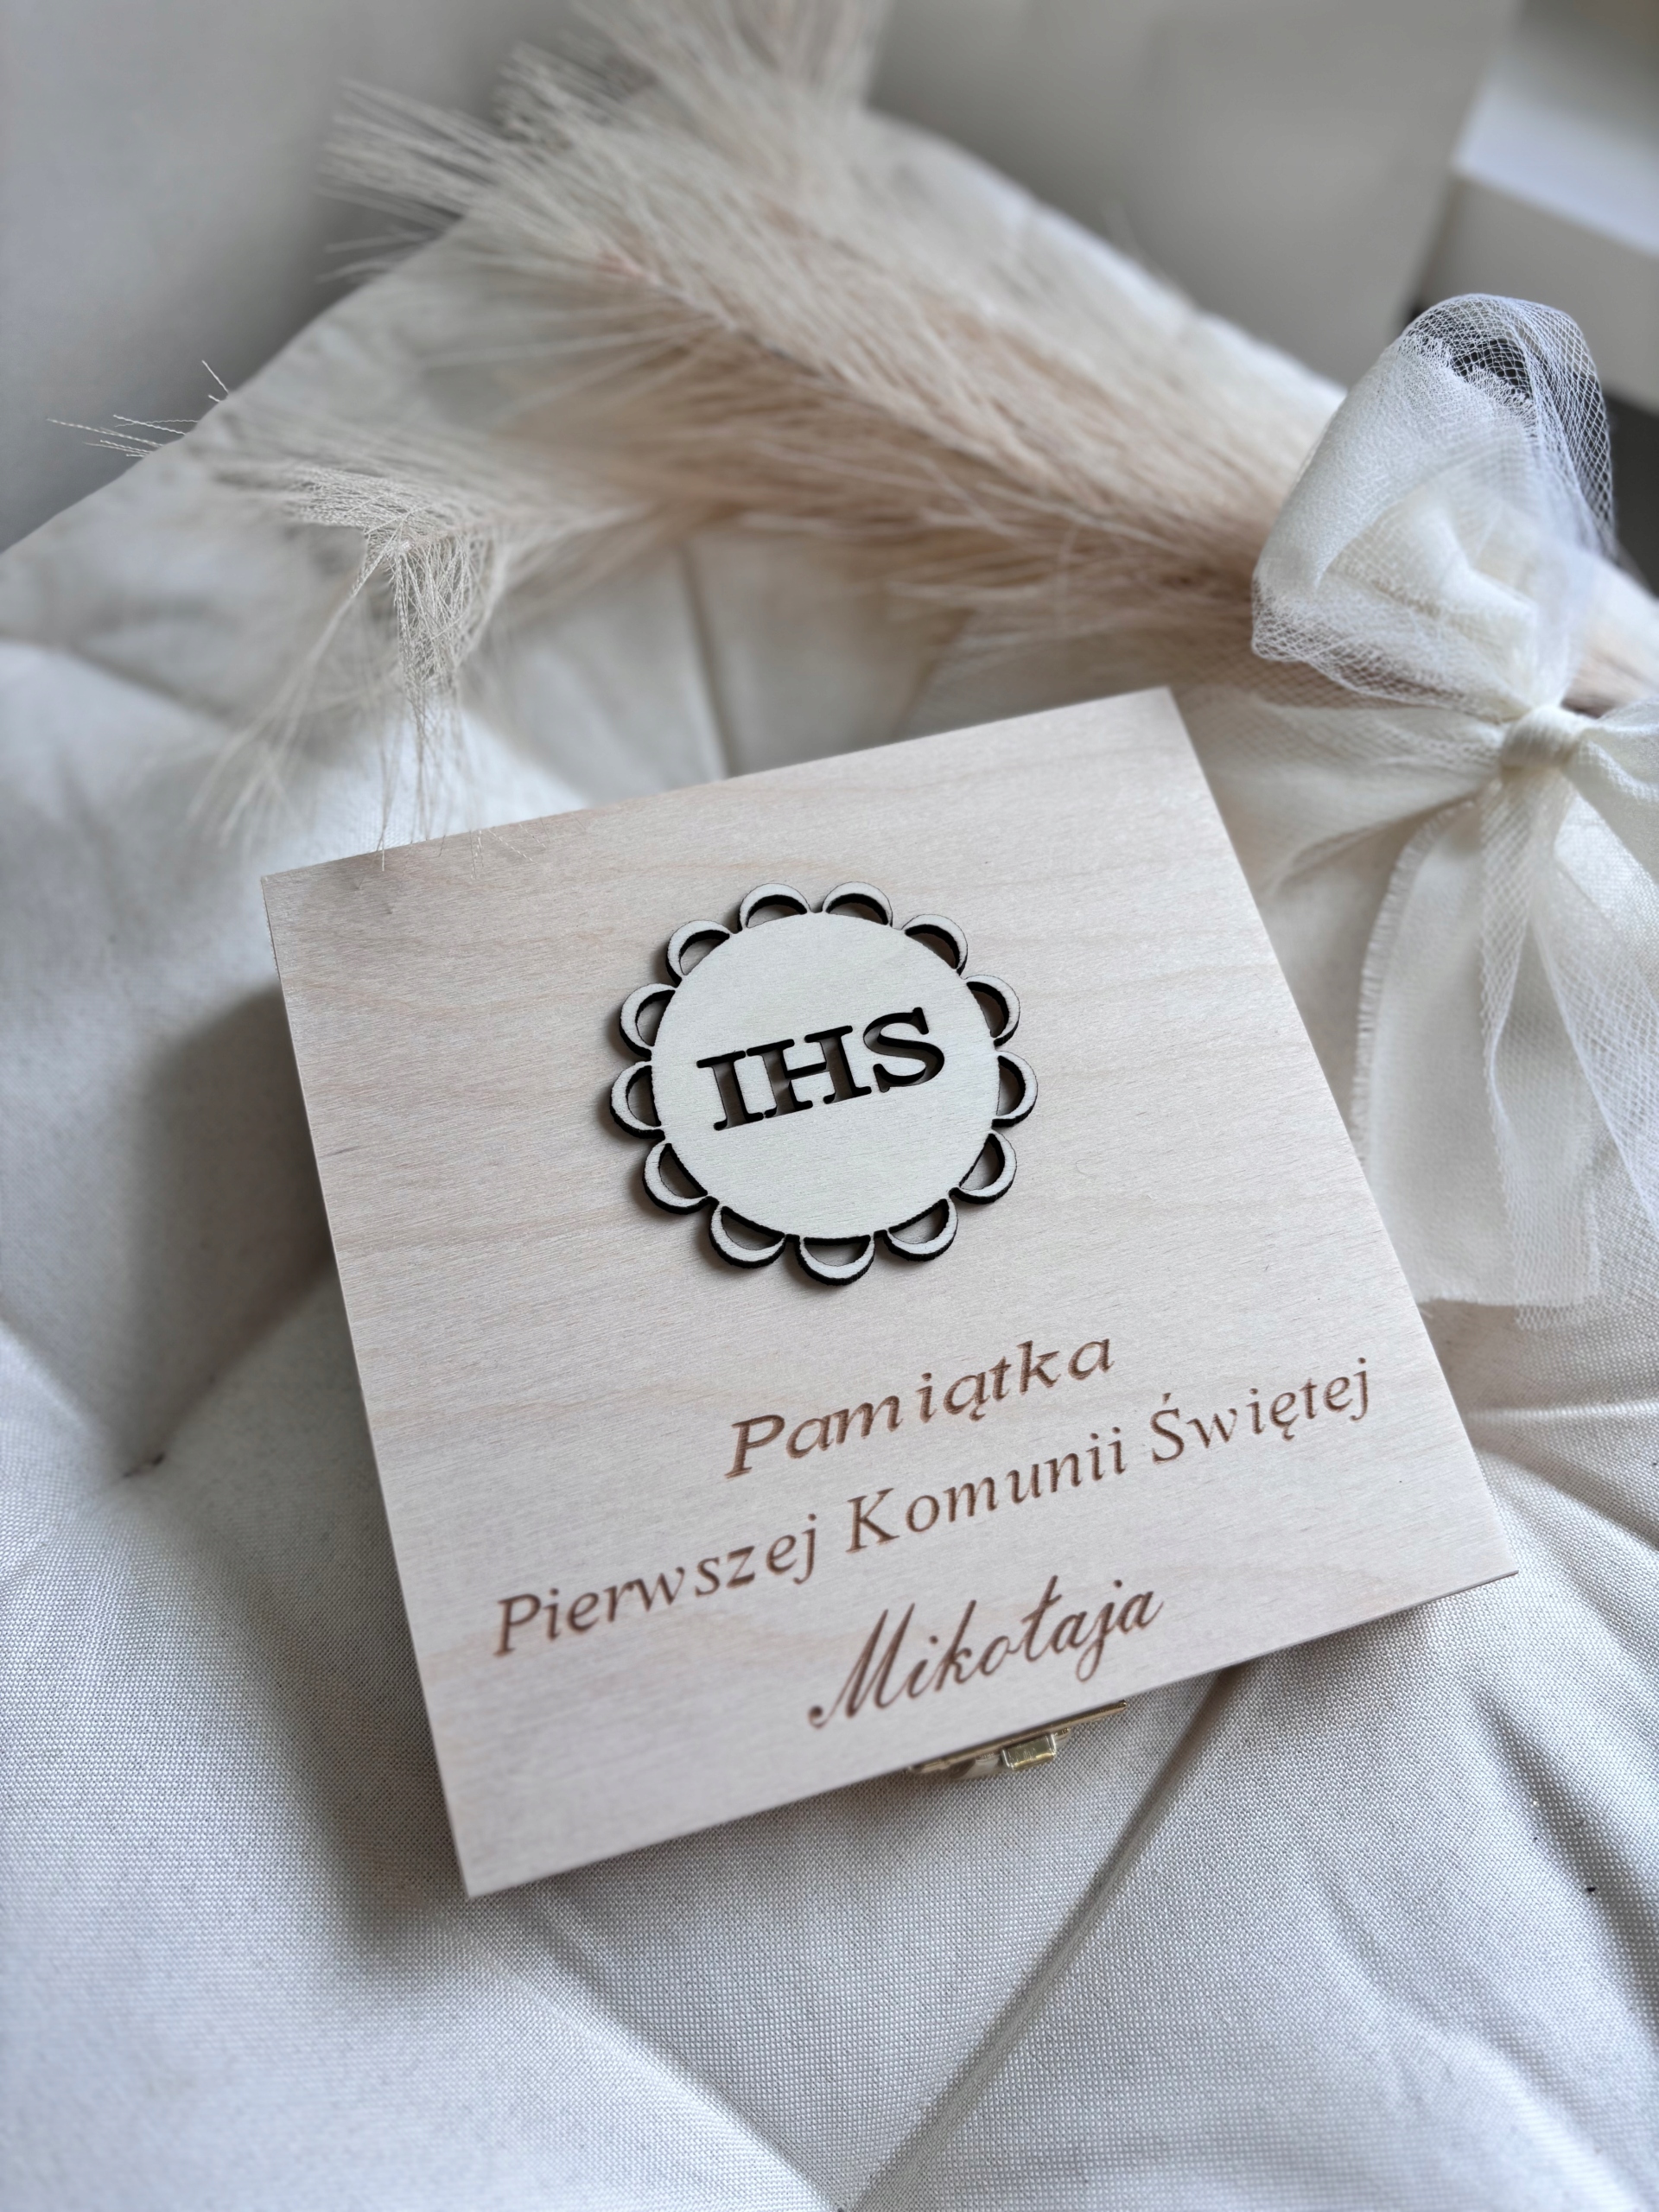 IHS
Pamiątka
Pierwszej Komunii Świętej
Mikołaja